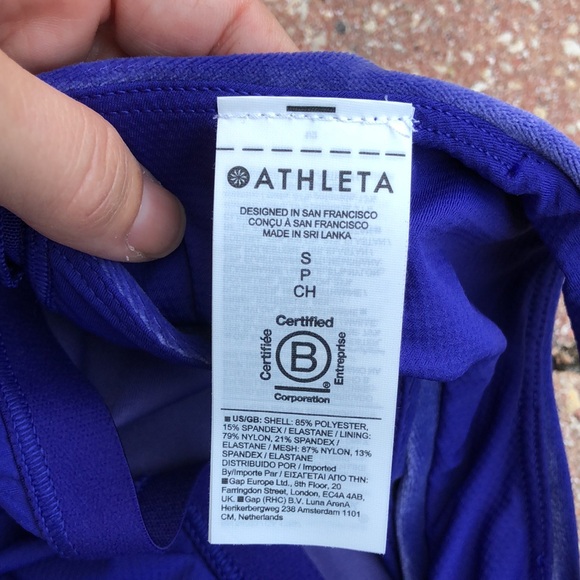 ATHLETA
DESIGNED IN SAN FRANCISCO
CONÇU À SAN FRANCISCO
MADE IN SRI LANKA
S
P
CH
Certified
Certifiée
B
Entreprise
®
Corporation
■ US/GB: SHELL: 85% POLYESTER,
15% SPANDEX / ELASTANE / LINING:
79% NYLON, 21% SPANDEX /
ELASTANE / MESH: 87% NYLON, 13%
SPANDEX / ELASTANE
DISTRIBUIDO POR / Imported
By/Importe Par / ΕΙΣΑΓΕΤΑΙ ΑΠΟ ΤΗΝ:
■ Gap Europe Ltd., 8th Floor, 20
Farringdon Street, London, EC4A 4AB,
UK. ■ Gap (RHC) B.V. Luna ArenA
Herikerbergweg 238 Amsterdam 1101
CM, Netherlands